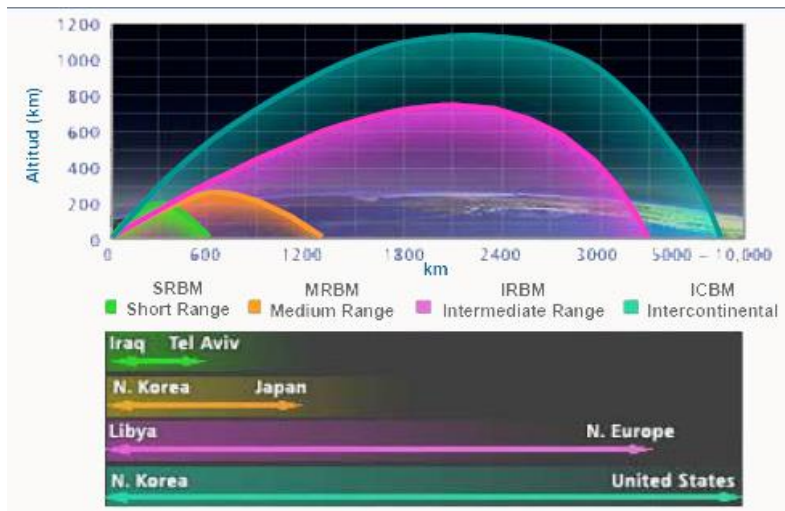 1200
1000
800
600
400
200
0
Altitud (km)
0 600 1200 1800 2400 3000 5000 - 10,000
km
SRBM MRBM IRBM ICBM
Short Range Medium Range Intermediate Range Intercontinental
Iraq Tel Aviv
N. Korea Japan
Libya N. Europe
N. Korea United States